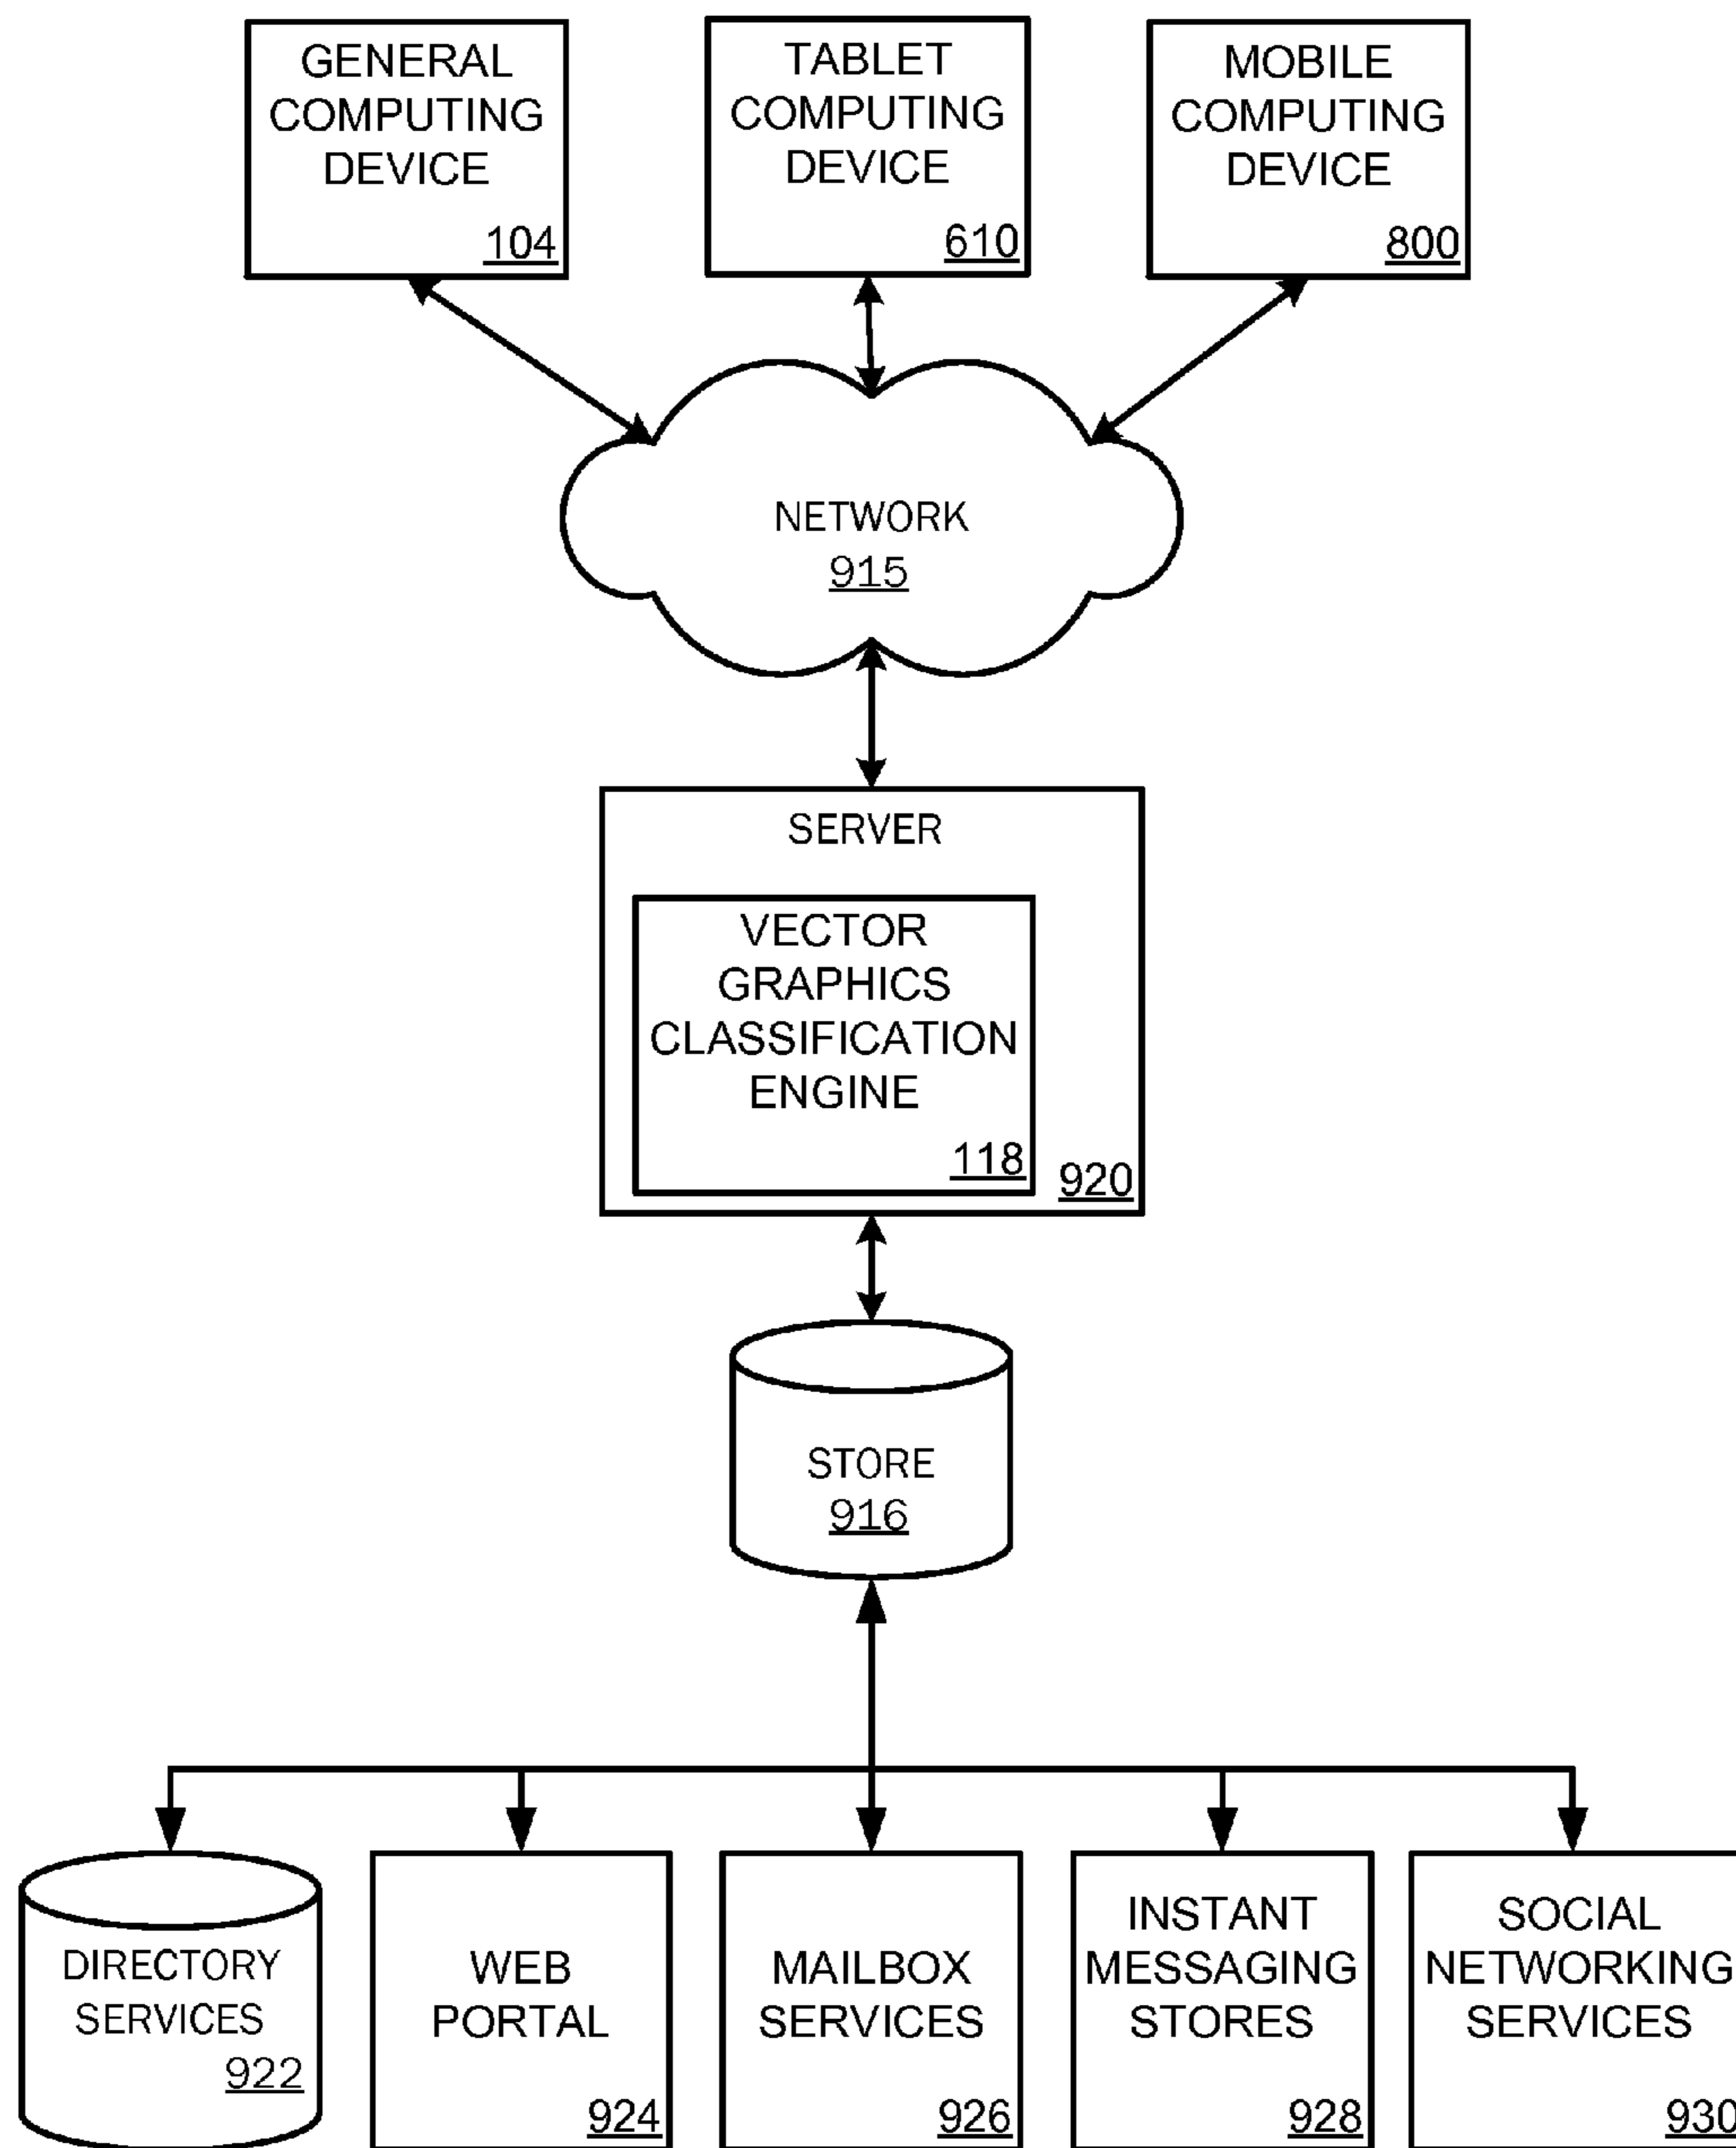 GENERAL
COMPUTING
DEVICE
104
TABLET
COMPUTING
DEVICE
610
MOBILE
COMPUTING
DEVICE
800
NETWORK
915
SERVER
VECTOR
GRAPHICS
CLASSIFICATION
ENGINE
118
920
STORE
916
DIRECTORY
SERVICES
922
WEB
PORTAL
924
MAILBOX
SERVICES
926
INSTANT
MESSAGING
STORES
928
SOCIAL
NETWORKING
SERVICES
930